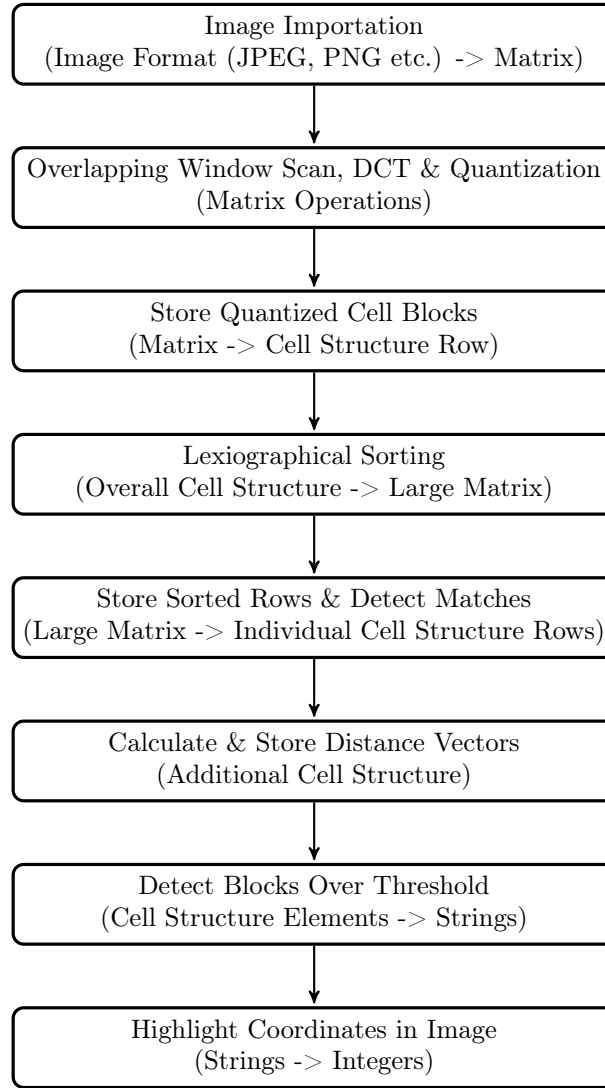 Image Importation
(Image Format (JPEG, PNG etc.) -> Matrix)
Overlapping Window Scan, DCT & Quantization
(Matrix Operations)
Store Quantized Cell Blocks
(Matrix -> Cell Structure Row)
Lexiographical Sorting
(Overall Cell Structure -> Large Matrix)
Store Sorted Rows & Detect Matches
(Large Matrix -> Individual Cell Structure Rows)
Calculate & Store Distance Vectors
(Additional Cell Structure)
Detect Blocks Over Threshold
(Cell Structure Elements -> Strings)
Highlight Coordinates in Image
(Strings -> Integers)